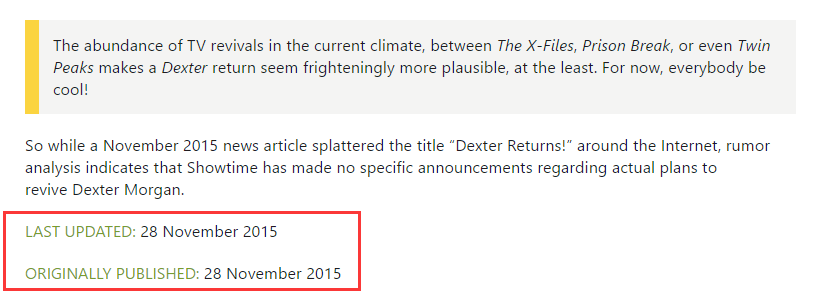 The abundance of TV revivals in the current climate, between The X-Files, Prison Break, or even Twin
Peaks makes a Dexter return seem frighteningly more plausible, at the least. For now, everybody be
cool!
So while a November 2015 news article splattered the title “Dexter Returns!” around the Internet, rumor
analysis indicates that Showtime has made no specific announcements regarding actual plans to
revive Dexter Morgan.
LAST UPDATED: 28 November 2015
ORIGINALLY PUBLISHED: 28 November 2015